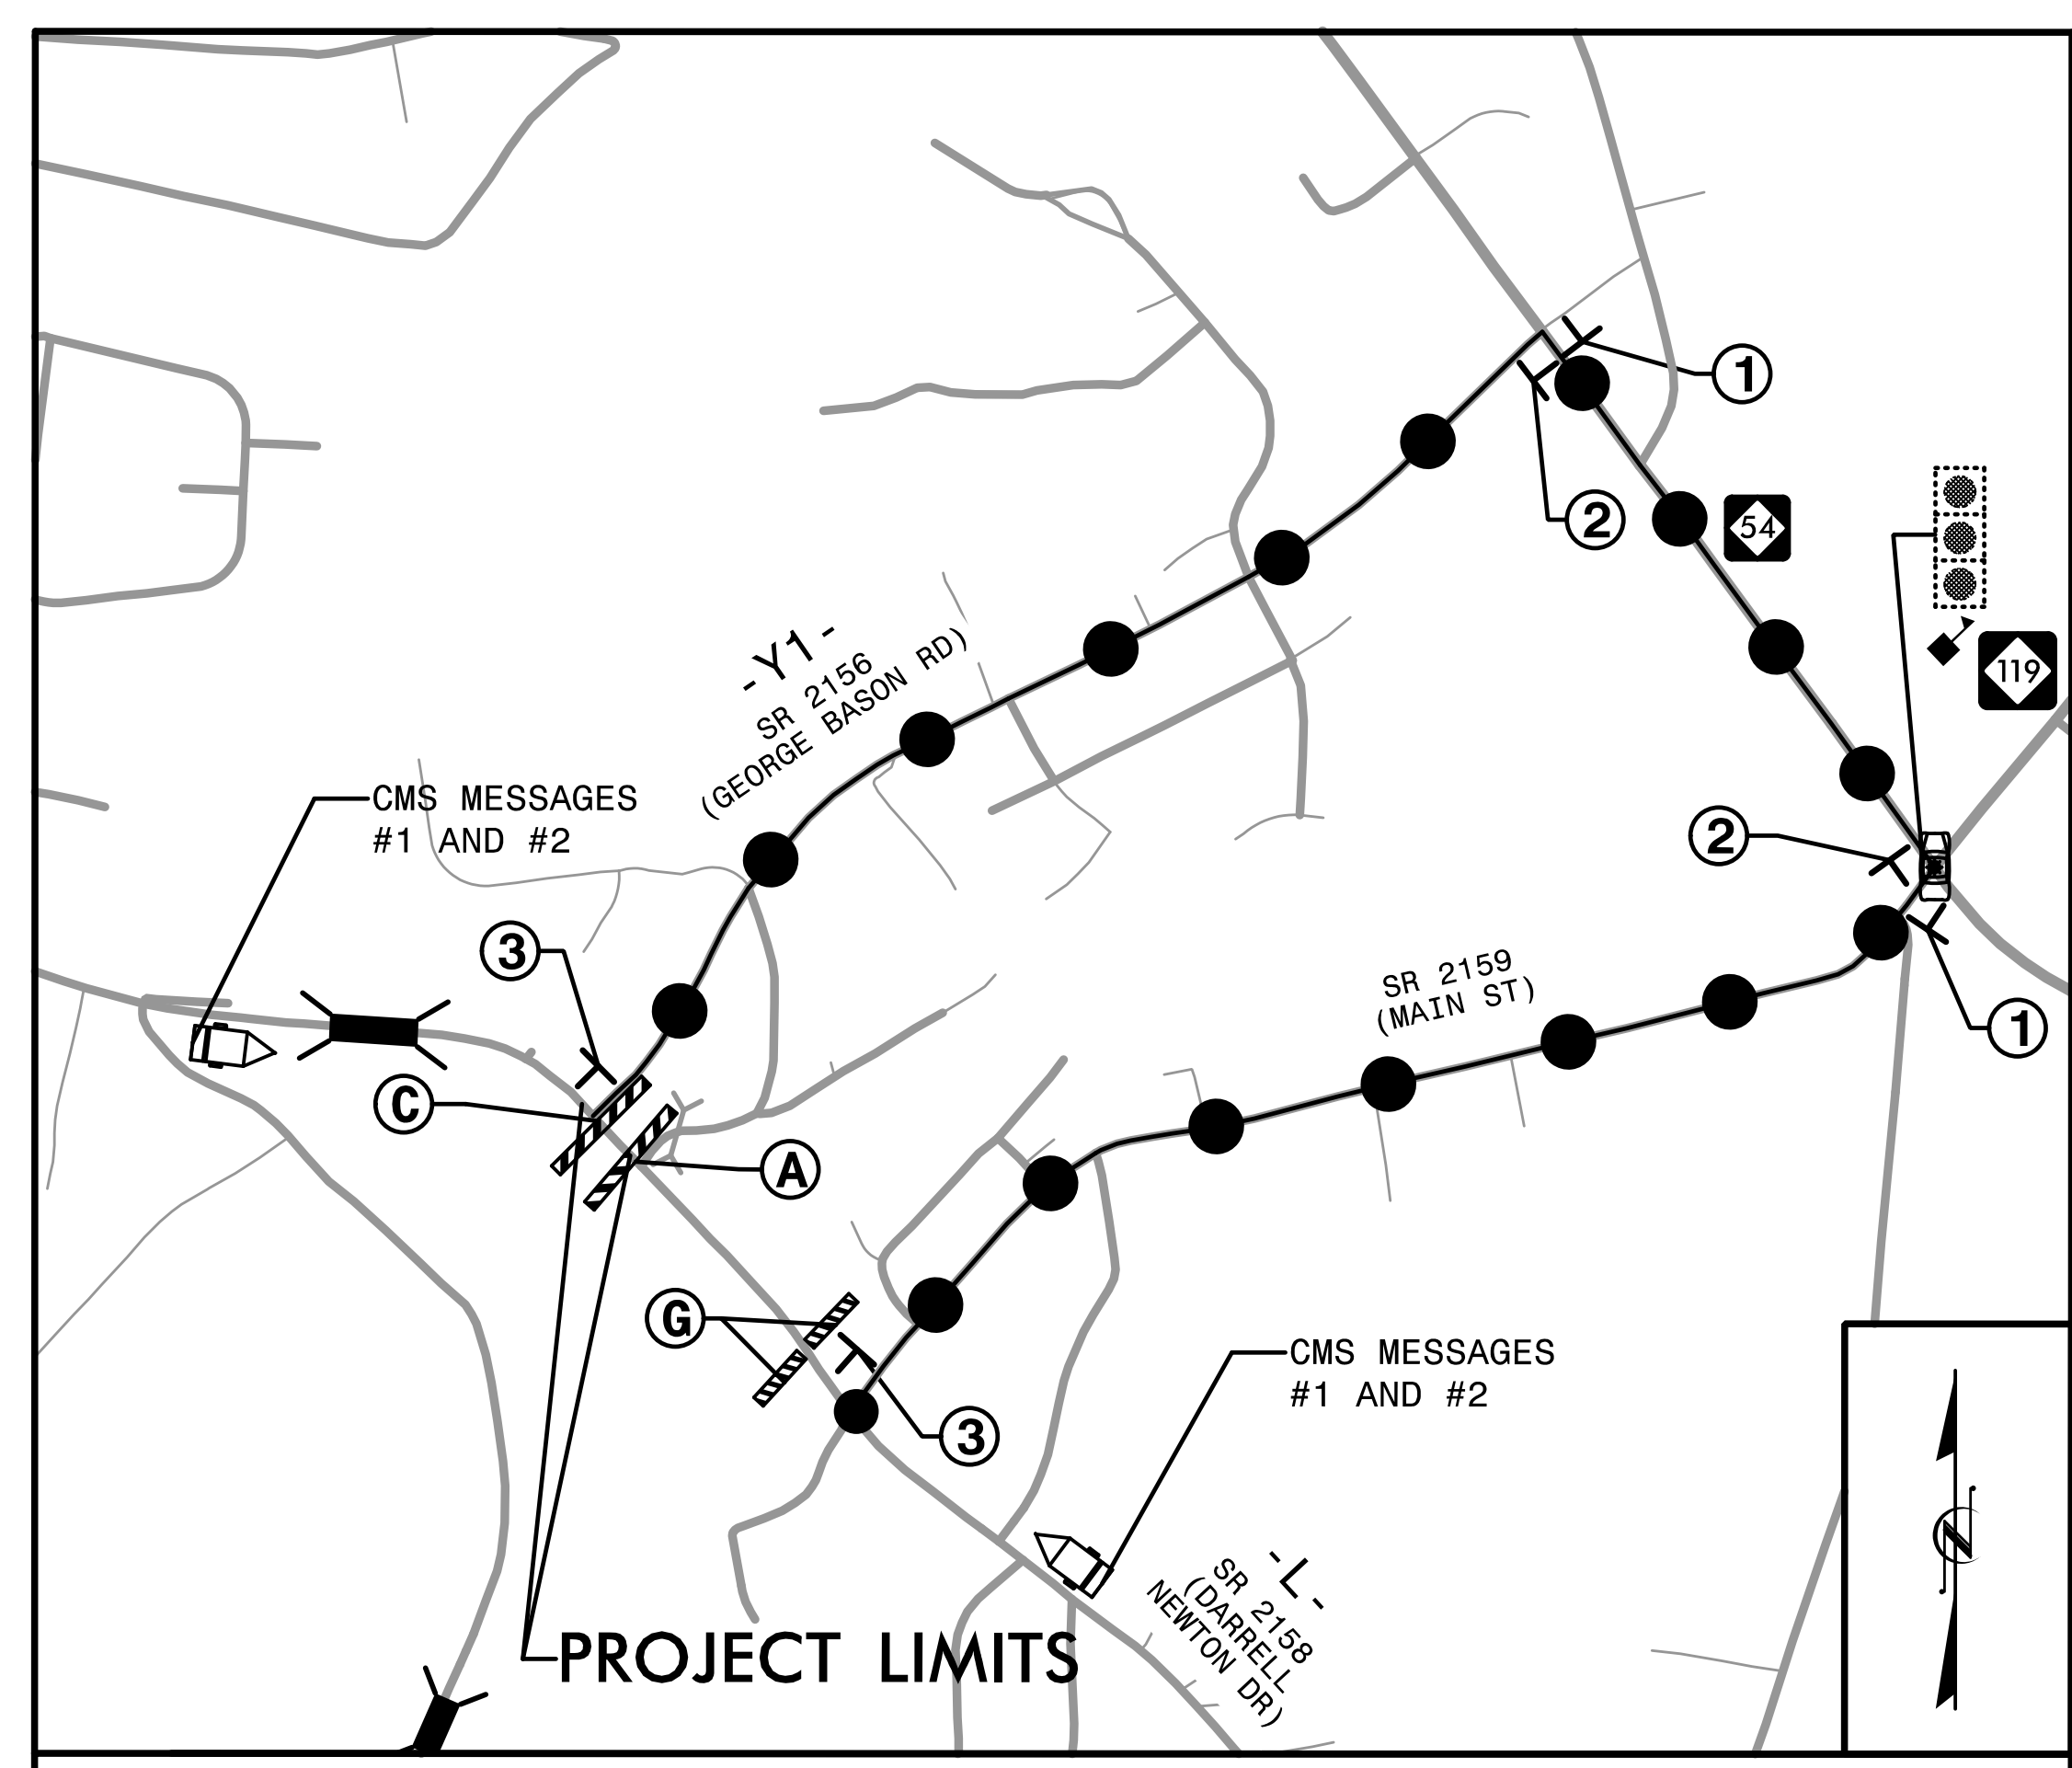 1
2
54
119
-Y1-
SR 2156
(GEORGE BASON RD)
CMS MESSAGES
#1 AND #2
2
3
SR 2159
(MAIN ST)
1
C
A
G
CMS MESSAGES
#1 AND #2
3
-L-
SR 2158
(DARRELL
NEWTON DR)
PROJECT LIMITS
N